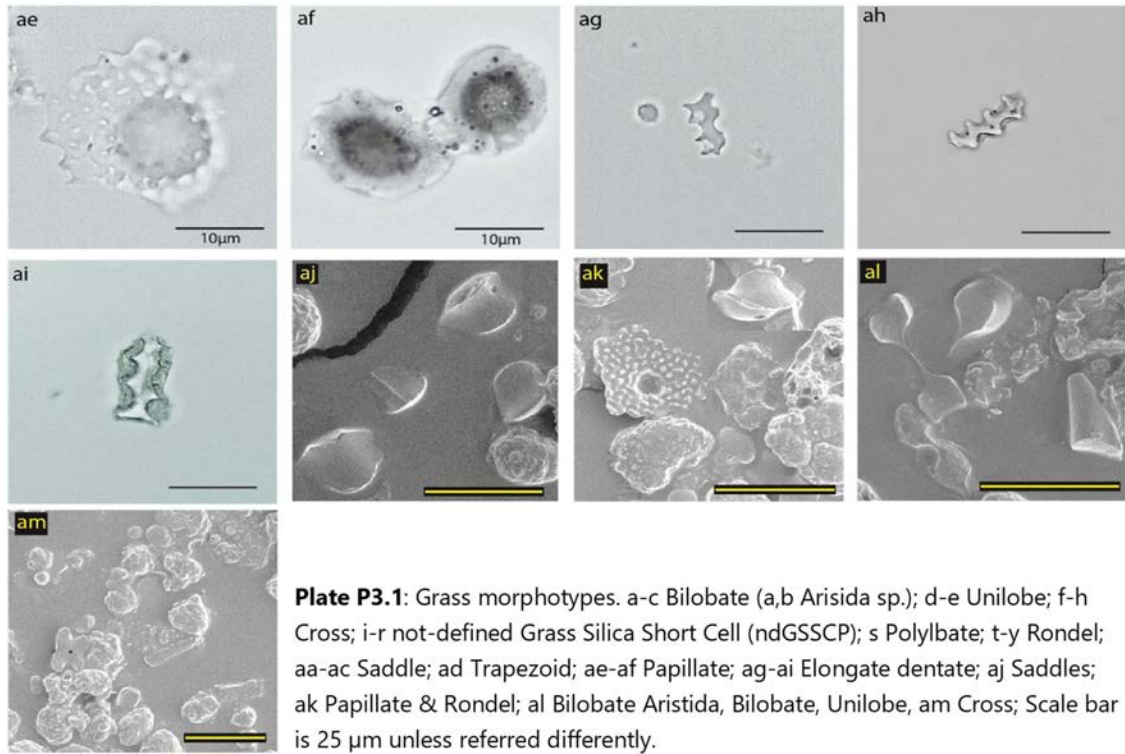 ae
af
ag
ah
10µm
10µm
ai
aj
ak
al
am
Plate P3.1: Grass morphotypes. a-c Bilobate (a,b Arisida sp.); d-e Unilobe; f-h
Cross; i-r not-defined Grass Silica Short Cell (ndGSSCP); s Polylbate; t-y Rondel;
aa-ac Saddle; ad Trapezoid; ae-af Papillate; ag-ai Elongate dentate; aj Saddles;
ak Papillate & Rondel; al Bilobate Aristida, Bilobate, Unilobe, am Cross; Scale bar
is 25 µm unless referred differently.